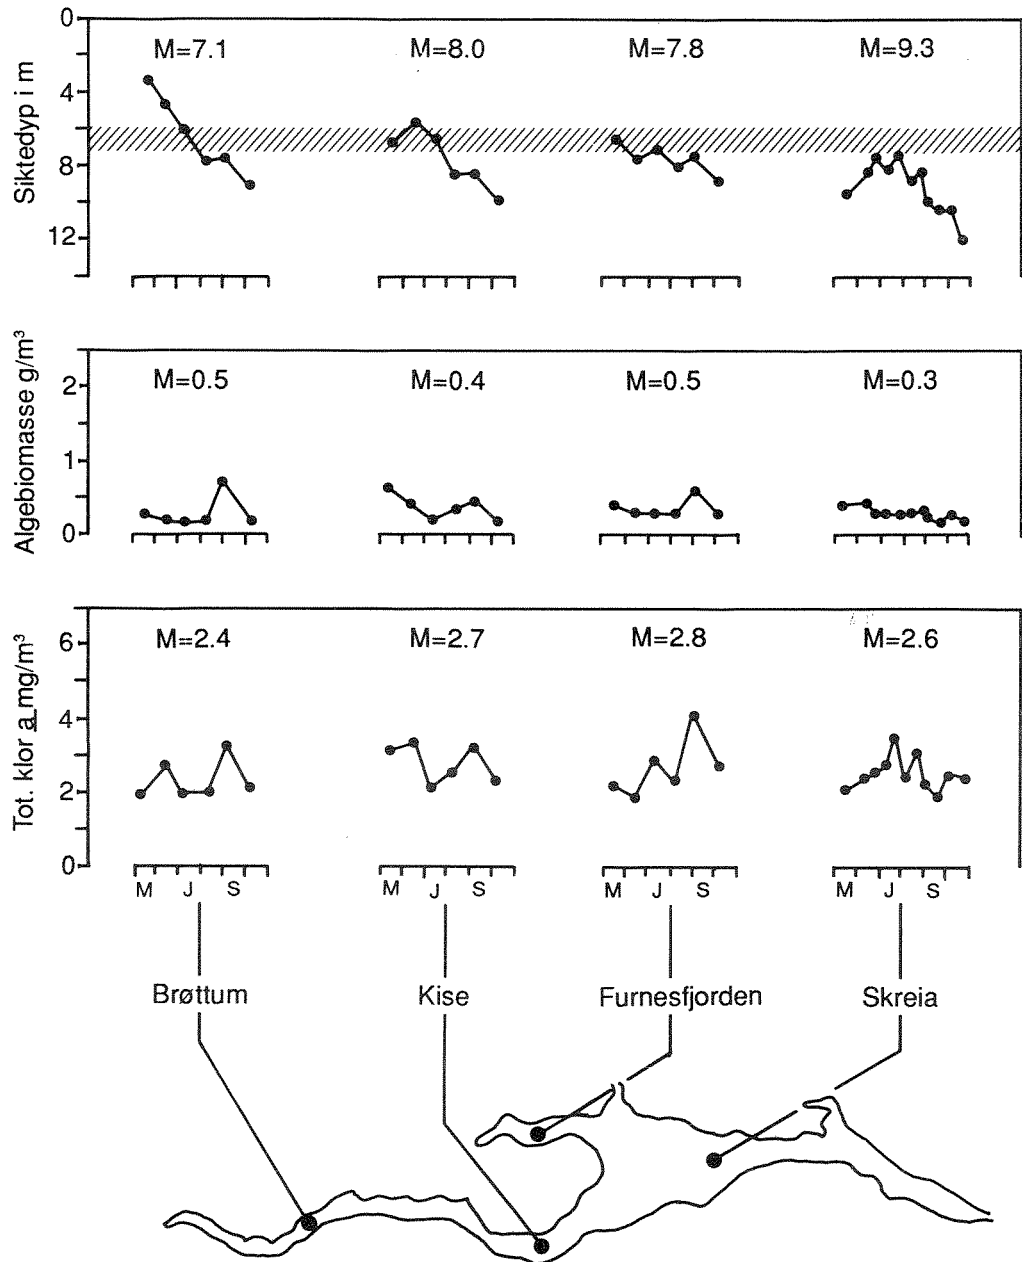 Siktedyp i m
0
4
8
12
M=7.1 M=8.0 M=7.8 M=9.3
Algebiomasse g/m³
2
1
0
M=0.5 M=0.4 M=0.5 M=0.3
Tot. klor a mg/m³
6
4
2
0
M=2.4 M=2.7 M=2.8 M=2.6
M J S M J S M J S M J S
Brøttum Kise Furnesfjorden Skreia